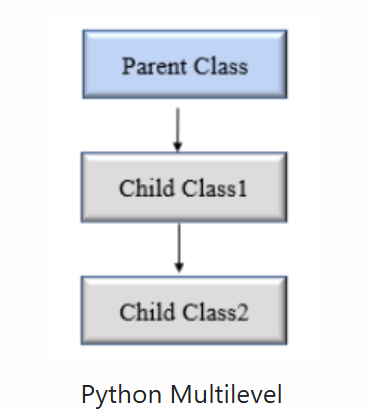 Parent Class
Child Class1
Child Class2
Python Multilevel